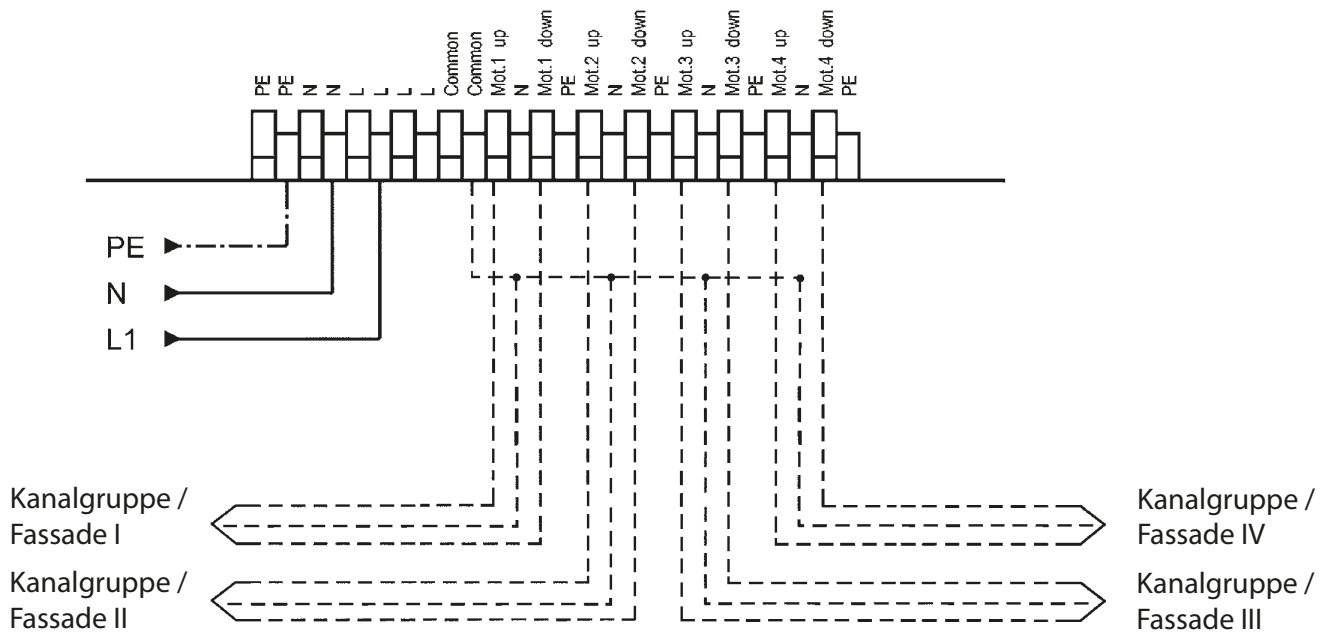 PE
PE
N
N
L
L
L
L
Common
Common
Mot.1 up
N
Mot.1 down
PE
Mot.2 up
N
Mot.2 down
PE
Mot.3 up
N
Mot.3 down
PE
Mot.4 up
N
Mot.4 down
PE
PE
N
L1
Kanalgruppe /
Fassade I
Kanalgruppe /
Fassade II
Kanalgruppe /
Fassade IV
Kanalgruppe /
Fassade III